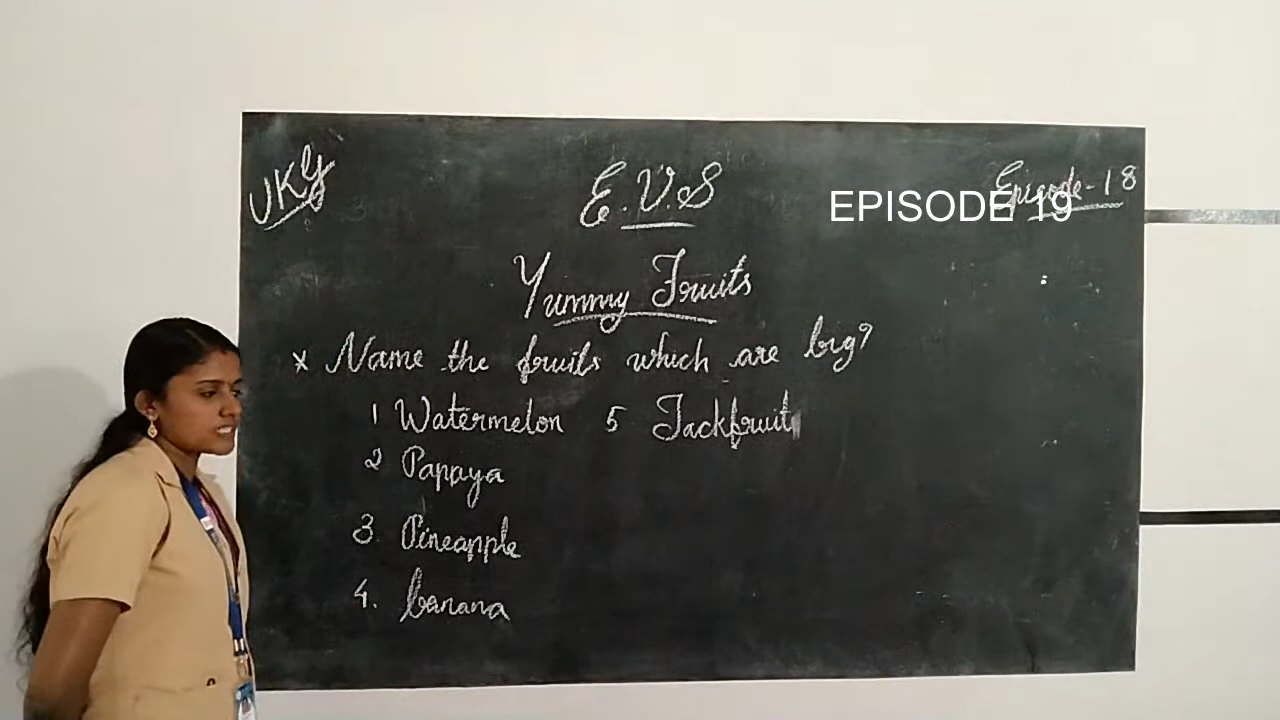 UKG
E.V.S
Episode-18
EPISODE 19
Yummy Fruits
* Name the fruits which are big?
1 Watermelon 5 Jackfruit
2 Papaya
3. Pineapple
4. banana